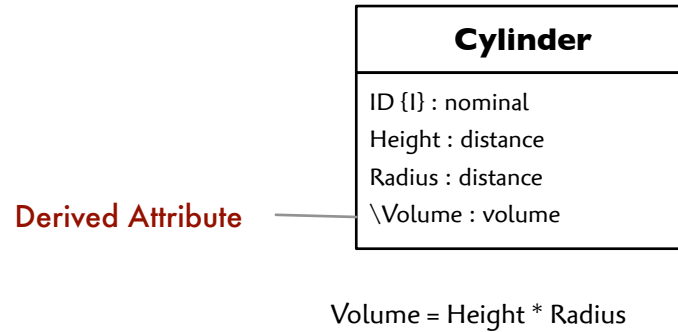 Cylinder
ID {I} : nominal
Height : distance
Radius : distance
Derived Attribute
\Volume : volume
Volume = Height * Radius